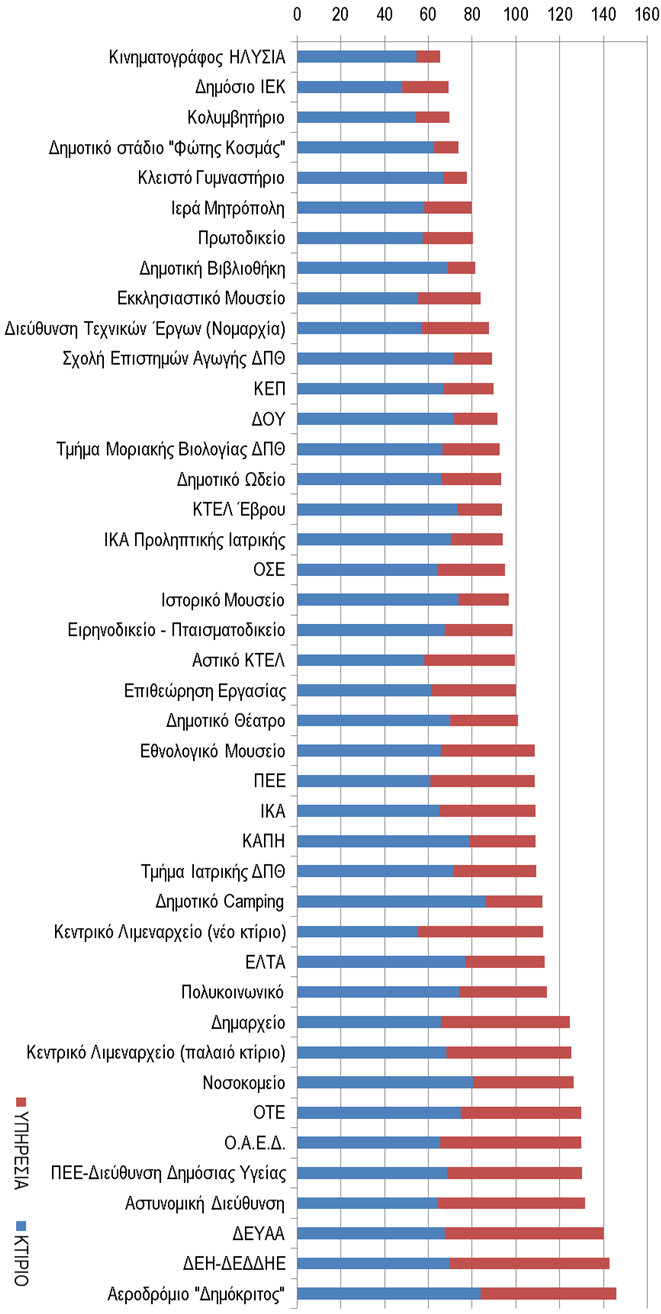 0 20 40 60 80 100 120 140 160
Κινηματογράφος ΗΛΥΣΙΑ
Δημόσιο ΙΕΚ
Κολυμβητήριο
Δημοτικό στάδιο "Φώτης Κοσμάς"
Κλειστό Γυμναστήριο
Ιερά Μητρόπολη
Πρωτοδικείο
Δημοτική Βιβλιοθήκη
Εκκλησιαστικό Μουσείο
Διεύθυνση Τεχνικών Έργων (Νομαρχία)
Σχολή Επιστημών Αγωγής ΔΠΘ
ΚΕΠ
ΔΟΥ
Τμήμα Μοριακής Βιολογίας ΔΠΘ
Δημοτικό Ωδείο
ΚΤΕΛ Έβρου
ΙΚΑ Προληπτικής Ιατρικής
ΟΣΕ
Ιστορικό Μουσείο
Ειρηνοδικείο - Πταισματοδικείο
Αστικό ΚΤΕΛ
Επιθεώρηση Εργασίας
Δημοτικό Θέατρο
Εθνολογικό Μουσείο
ΠΕΕ
ΙΚΑ
ΚΑΠΗ
Τμήμα Ιατρικής ΔΠΘ
Δημοτικό Camping
Κεντρικό Λιμεναρχείο (νέο κτίριο)
ΕΛΤΑ
Πολυκοινωνικό
Δημαρχείο
Κεντρικό Λιμεναρχείο (παλαιό κτίριο)
Νοσοκομείο
ΟΤΕ
Ο.Α.Ε.Δ.
ΠΕΕ-Διεύθυνση Δημόσιας Υγείας
Αστυνομική Διεύθυνση
ΔΕΥΑΑ
ΔΕΗ-ΔΕΔΔΗΕ
Αεροδρόμιο "Δημόκριτος"
ΥΠΗΡΕΣΙΑ
ΚΤΙΡΙΟ